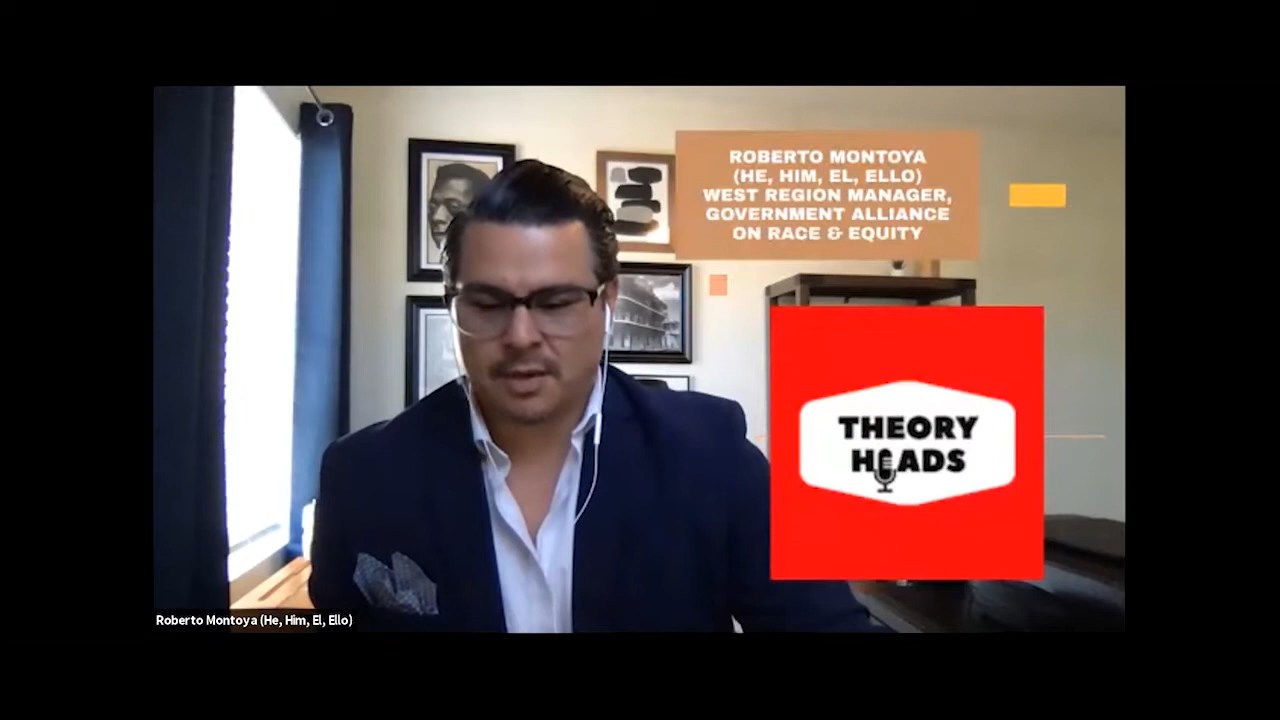 ROBERTO MONTOYA
(HE, HIM, EL, ELLO)
WEST REGION MANAGER,
GOVERNMENT ALLIANCE
ON RACE & EQUITY
THEORY
HEADS
Roberto Montoya (He, Him, El, Ello)